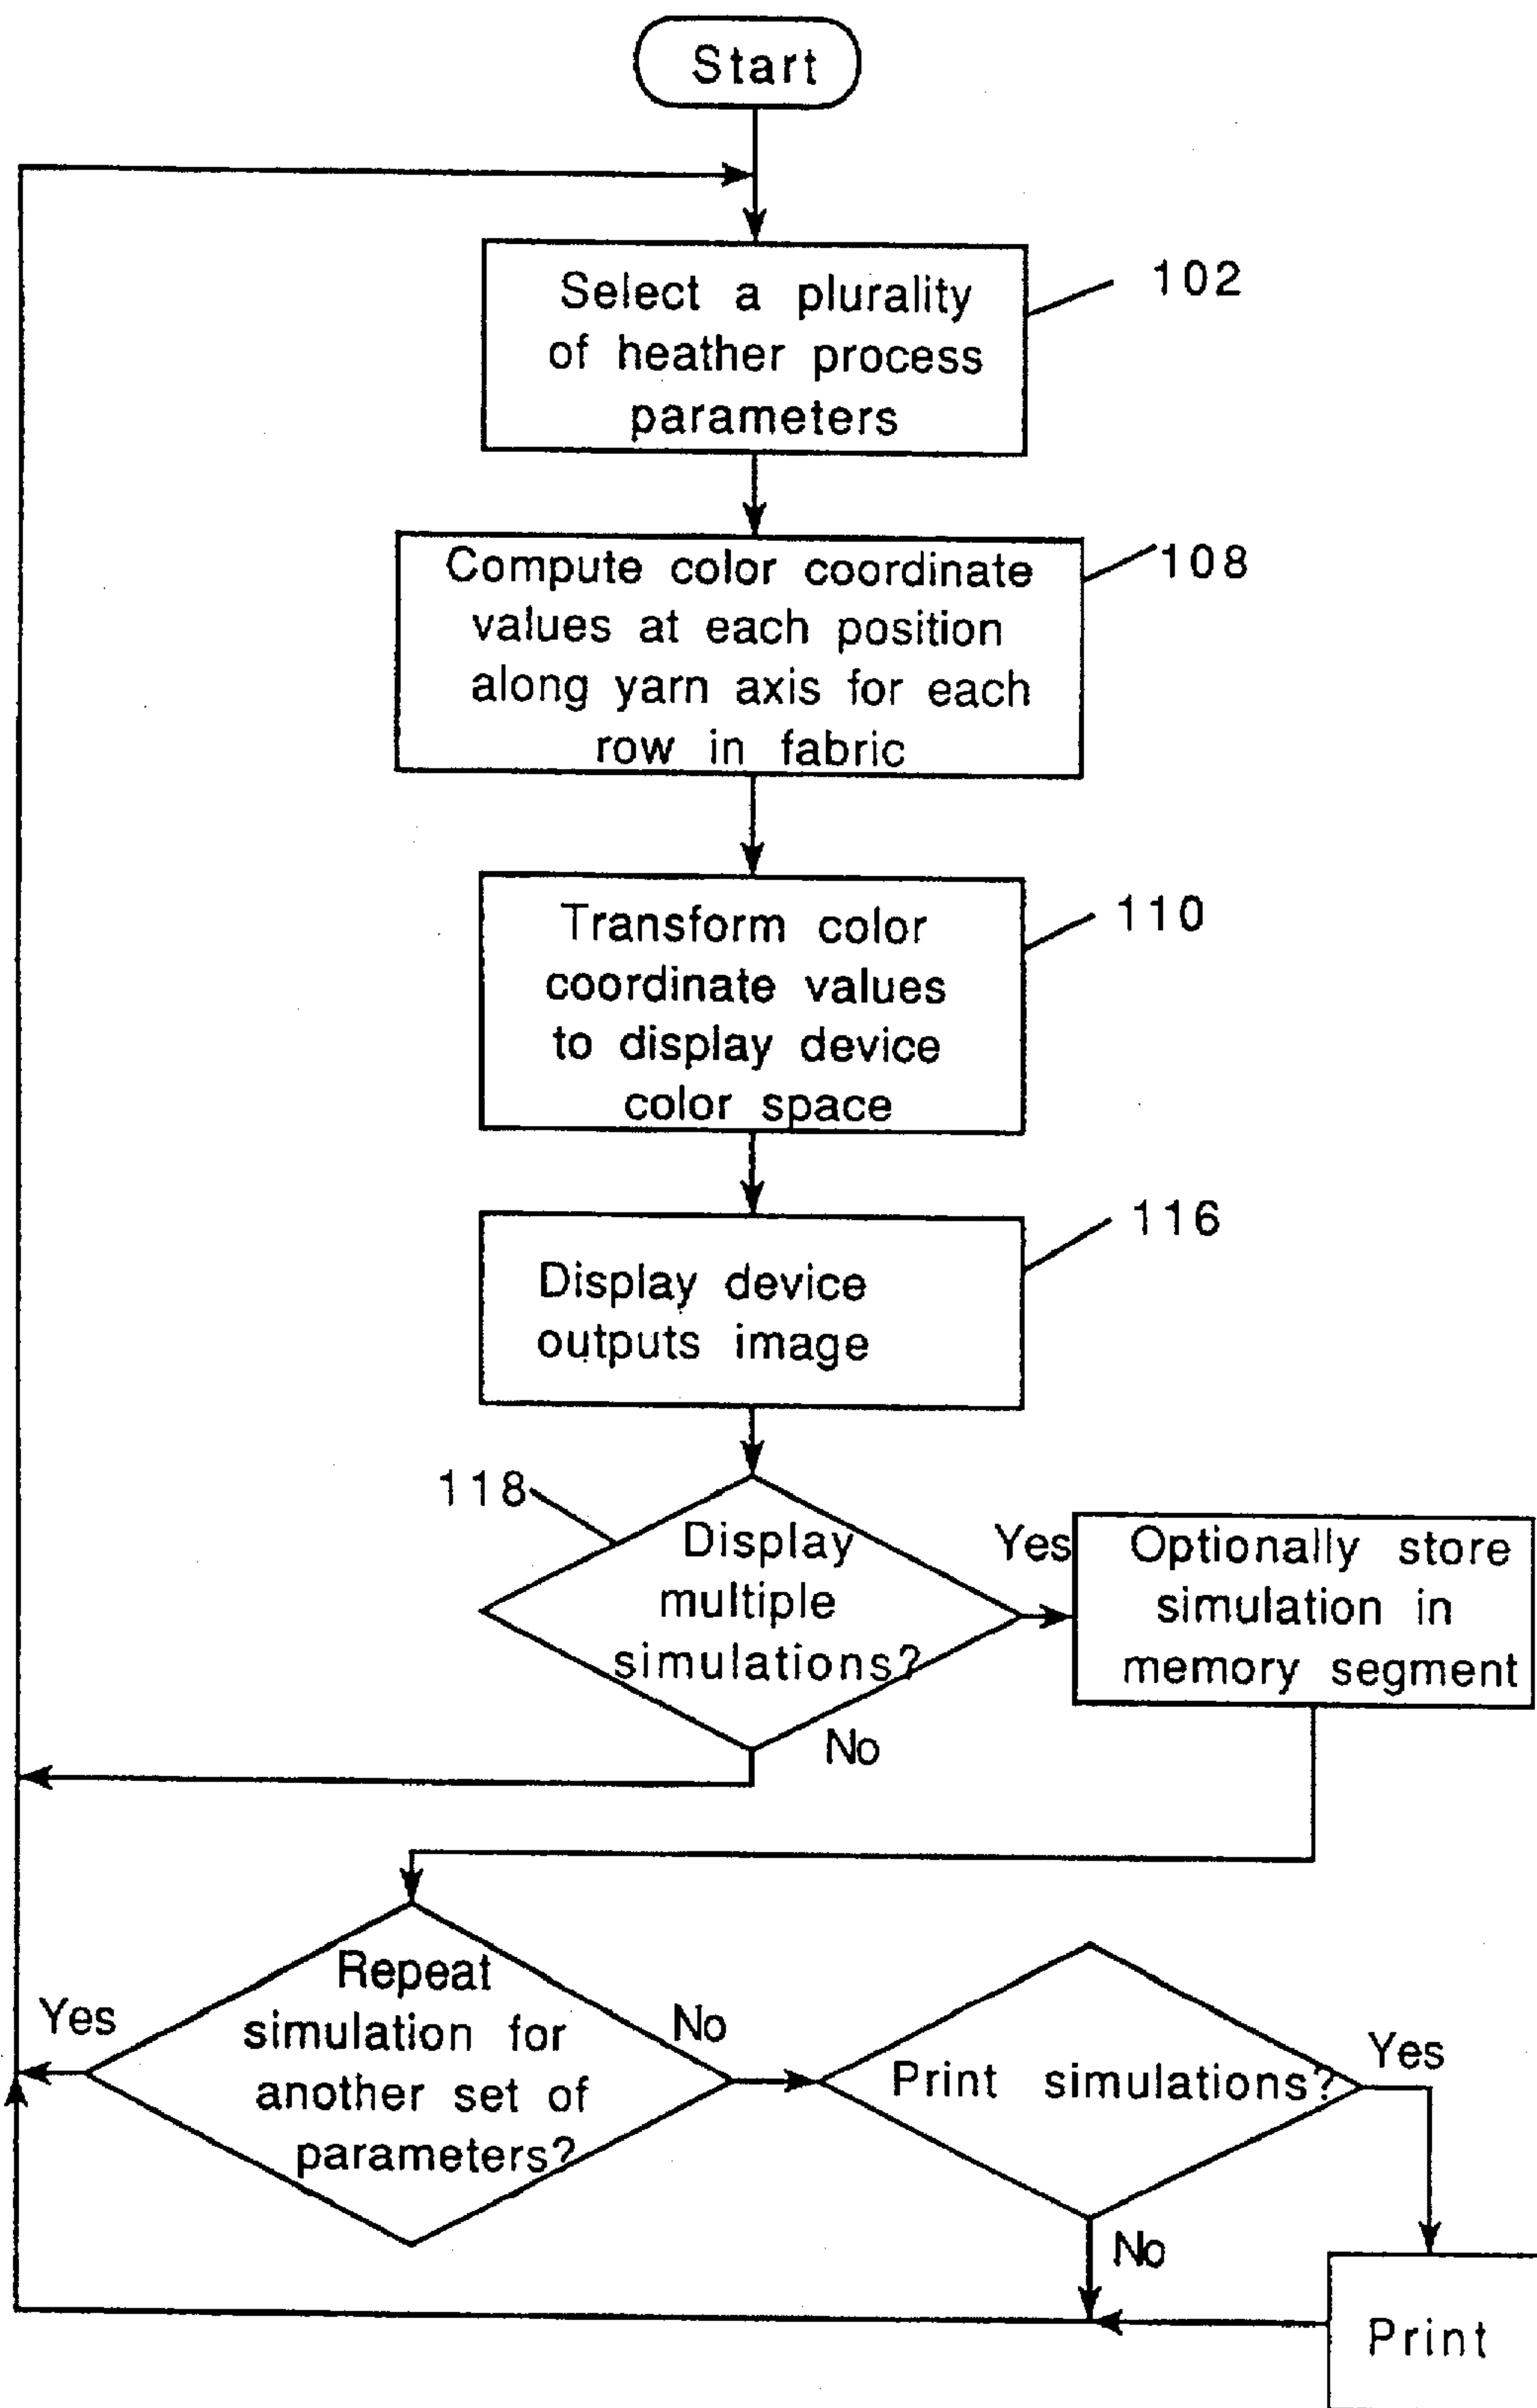 Start
Select a plurality
of heather process
parameters
102
Compute color coordinate
values at each position
along yarn axis for each
row in fabric
108
Transform color
coordinate values
to display device
color space
110
Display device
outputs image
116
118
Display
multiple
simulations?
Yes
No
Optionally store
simulation in
memory segment
Repeat
simulation for
another set of
parameters?
Yes
No
Print simulations?
Yes
No
Print